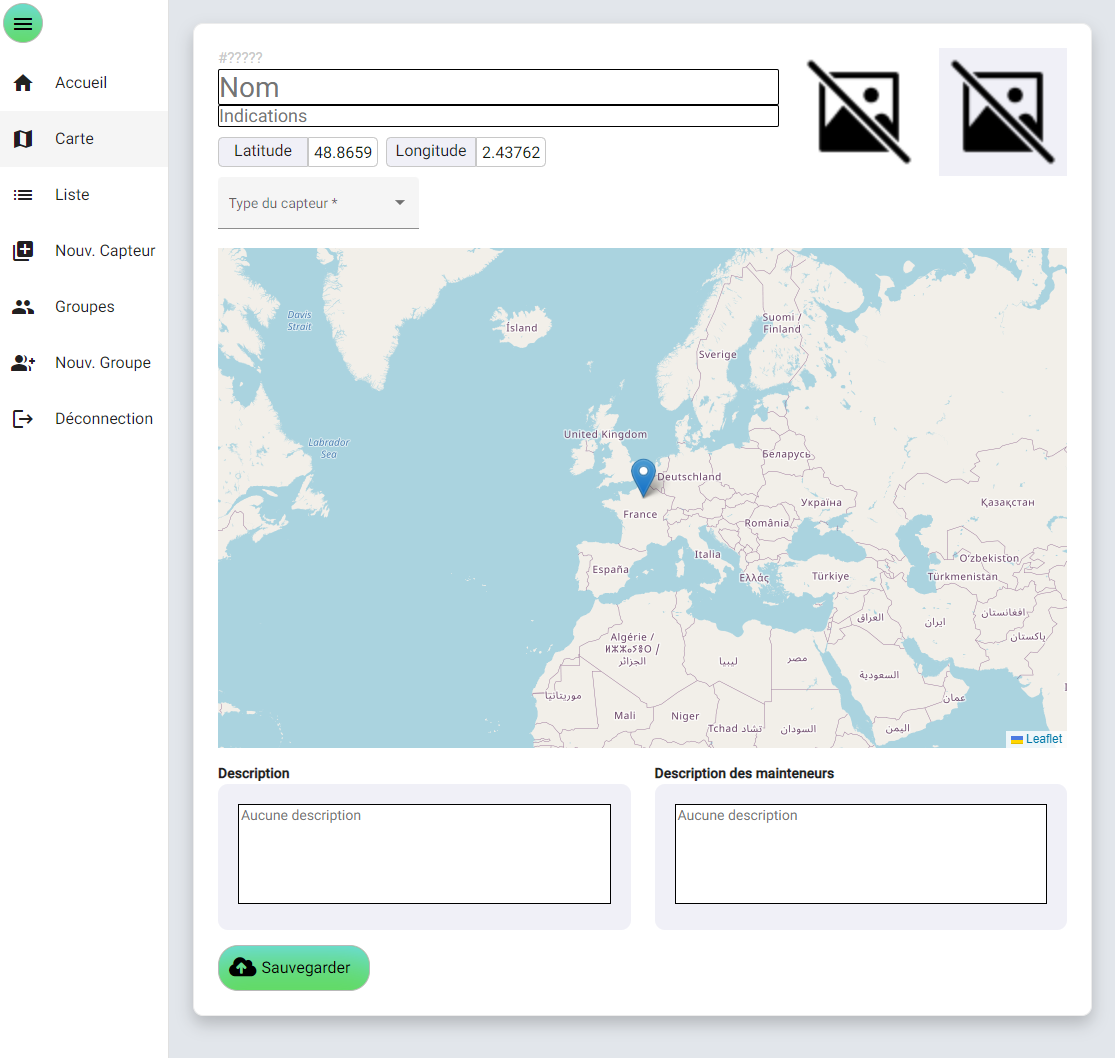 Accueil
Carte
Liste
Nouv. Capteur
Groupes
Nouv. Groupe
Déconnection
#?????
Nom
Indications
Latitude 48.8659 Longitude 2.43762
Type du capteur *
Davis
Strait
Ísland
Suomi /
Finland
Sverige
United Kingdom
Labrador
Sea
Беларусь
Deutschland
Україна
Қазақстан
France
România
Italia
O‘zbekiston
España
Ελλάς
Türkiye
Türkmenistan
العراق
ایران
افغانستان
پاکستان
Algérie /
ⵍⵣⵣⴰⵢⴻⵔ /
الجزائر
ليبيا
مصر
السعودية
موريتانيا
عمان
Mali
Niger
Tchad تشاد
السودان
اليمن
Leaflet
Description
Description des mainteneurs
Aucune description
Aucune description
Sauvegarder